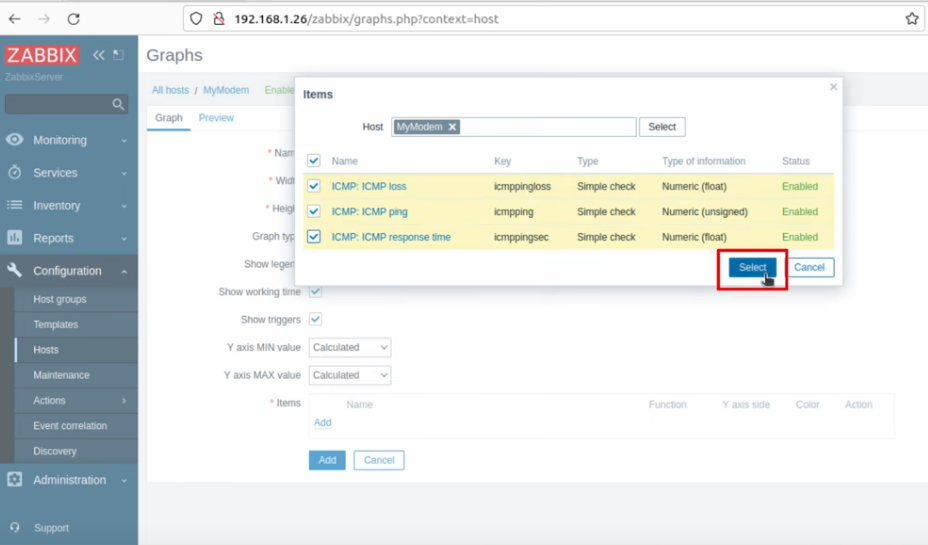 192.168.1.26/zabbix/graphs.php?context=host
ZABBIX
ZabbixServer
Monitoring
Services
Inventory
Reports
Configuration
Host groups
Templates
Hosts
Maintenance
Actions
Event correlation
Discovery
Administration
Support
Graphs
All hosts / MyModem Enable
Graph Preview
* Nam
* Widt
* Heigh
Graph typ
Show legen
Show working time
Show triggers
Y axis MIN value Calculated
Y axis MAX value Calculated
* Items Name Function Y axis side Color Action
Add
Add Cancel
Items
Host MyModem Select
Name Key Type Type of information Status
ICMP: ICMP loss icmppingloss Simple check Numeric (float) Enabled
ICMP: ICMP ping icmpping Simple check Numeric (unsigned) Enabled
ICMP: ICMP response time icmppingsec Simple check Numeric (float) Enabled
Select Cancel